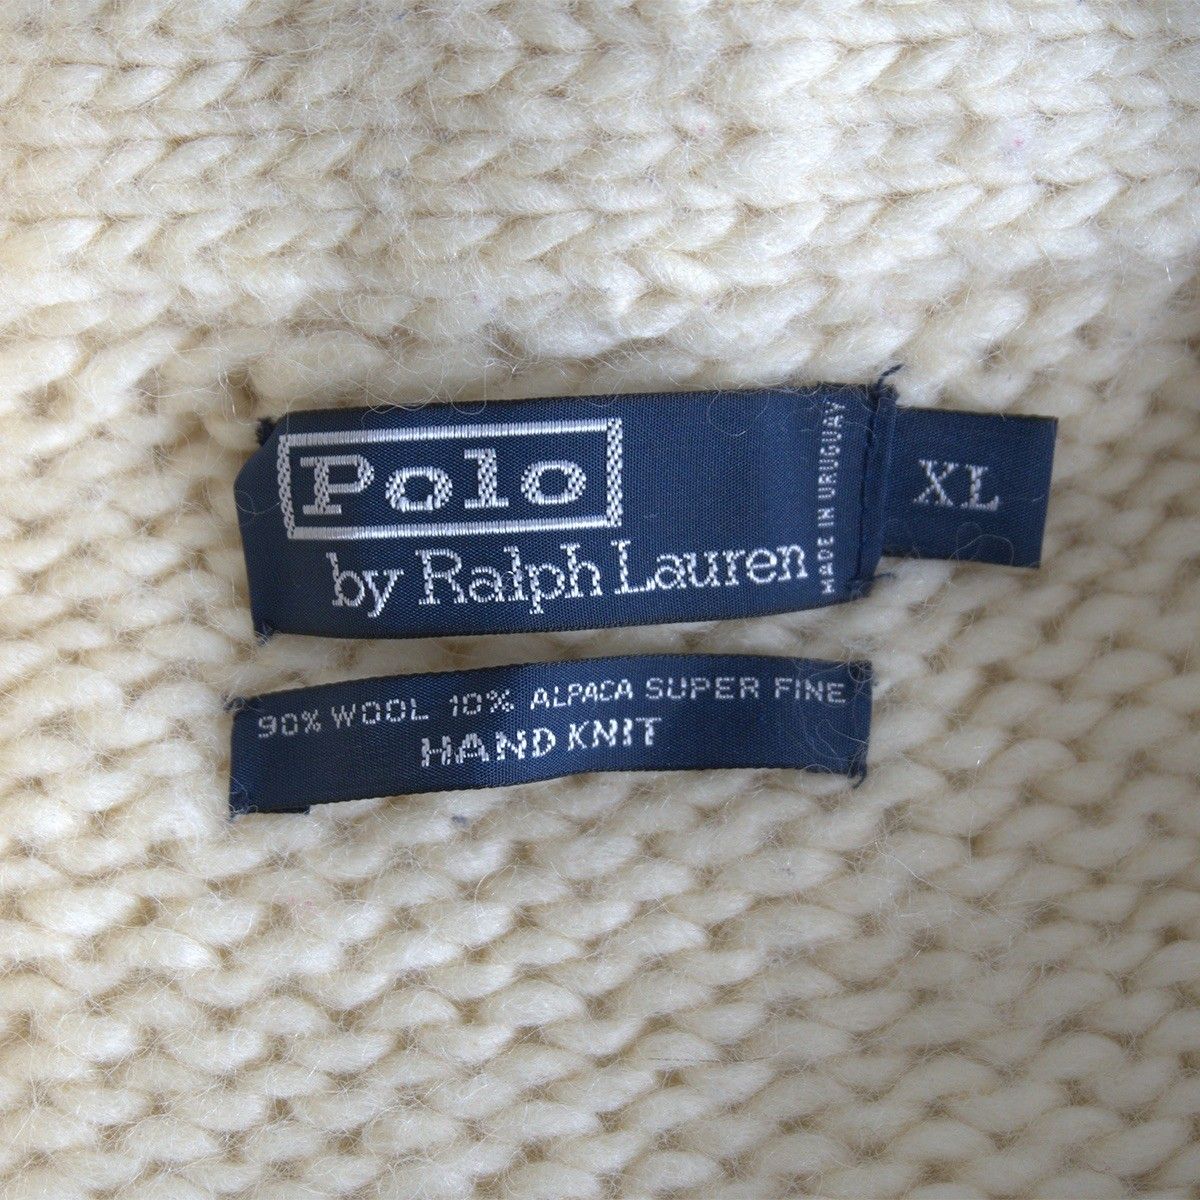 Polo
by Ralph Lauren
MADE IN URUGUAY
XL
90% WOOL 10% ALPACA SUPER FINE
HAND KNIT